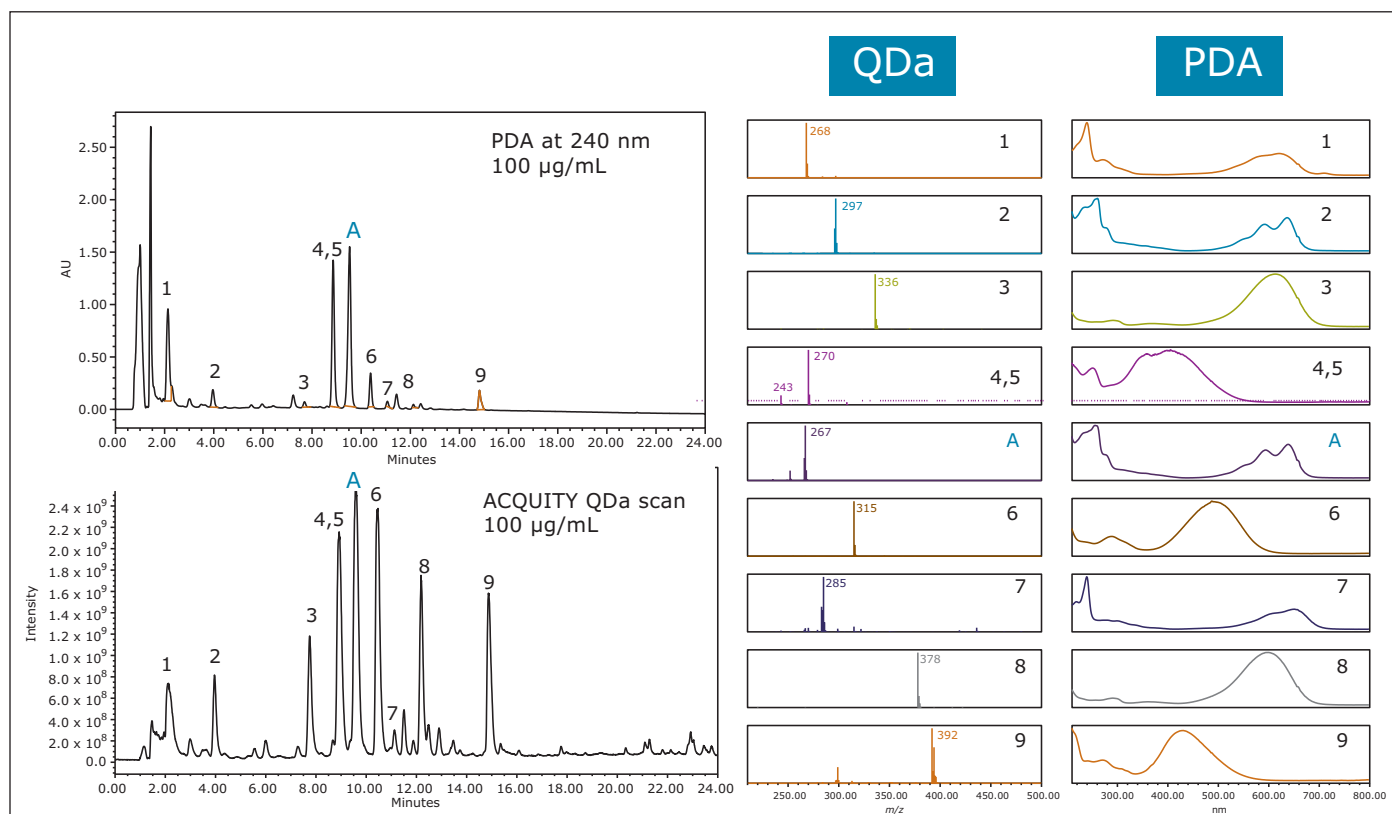 QDa
PDA
PDA at 240 nm
100 µg/mL
2.50
2.00
1.50
1.00
0.50
0.00
AU
1
2
3
4,5
A
6
7
8
9
0.00 2.00 4.00 6.00 8.00 10.00 12.00 14.00 16.00 18.00 20.00 22.00 24.00
Minutes
ACQUITY QDa scan
100 µg/mL
2.4 x 10⁹
2.2 x 10⁹
2.0 x 10⁹
1.8 x 10⁹
1.6 x 10⁹
1.4 x 10⁹
1.2 x 10⁹
1.0 x 10⁹
8.0 x 10⁸
6.0 x 10⁸
4.0 x 10⁸
2.0 x 10⁸
0.0
Intensity
1
2
3
4,5
A
6
7
8
9
0.00 2.00 4.00 6.00 8.00 10.00 12.00 14.00 16.00 18.00 20.00 22.00 24.00
Minutes
268 1
297 2
336 3
270
243 4,5
267 A
315 6
285 7
378 8
392 9
250.00 300.00 350.00 400.00 450.00 500.00
m/z
1
2
3
4,5
A
6
7
8
9
300.00 400.00 500.00 600.00 700.00 800.00
nm